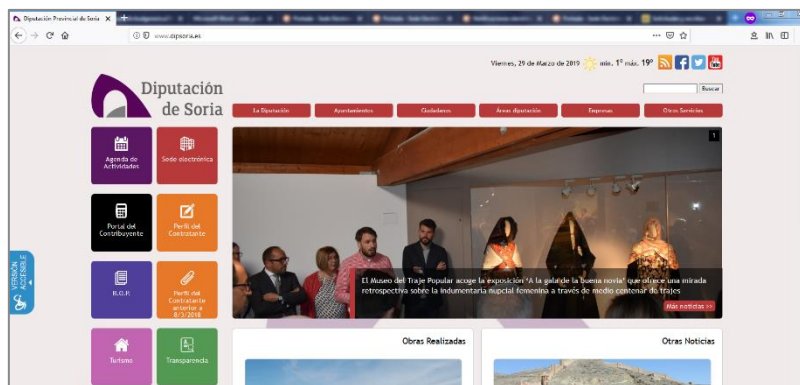 Diputación Provincial de Soria
www.dipsoria.es
Viernes, 29 de Marzo de 2019 mín. 1º máx. 19º
Diputación
de Soria
Buscar
La Diputación
Ayuntamientos
Ciudadanos
Áreas diputación
Empresas
Otros Servicios
Agenda de
Actividades
Sede electrónica
1
Portal del
Contribuyente
Perfil del
Contratante
VERSIÓN
ACCESIBLE
B.O.P.
Perfil del
Contratante
anterior a
8/3/2018
El Museo del Traje Popular acoge la exposición "A la gala de la buena novia" que ofrece una mirada
retrospectiva sobre la indumentaria nupcial femenina a través de medio centenar de trajes
Más noticias >>
Turismo
Transparencia
Obras Realizadas
Otras Noticias